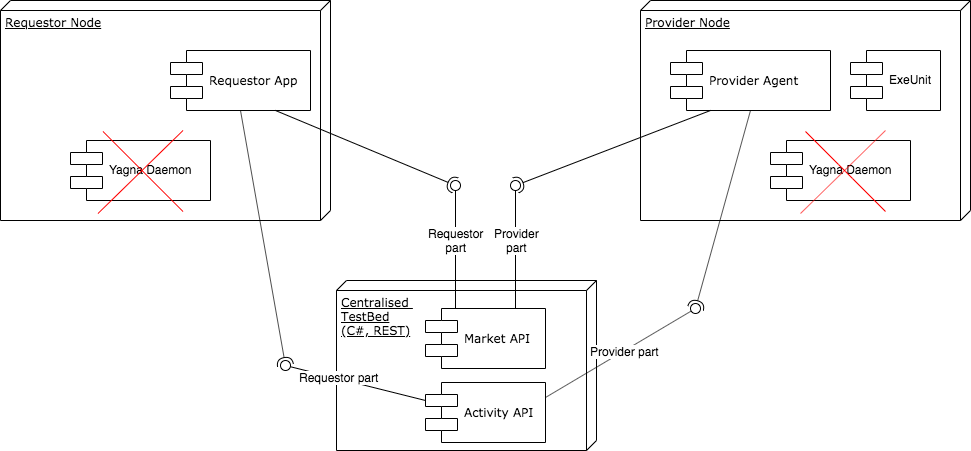 Requestor Node
Provider Node
Requestor App
Provider Agent
ExeUnit
Yagna Daemon
Yagna Daemon
Requestor
part
Provider
part
Centralised
TestBed
(C#, REST)
Market API
Provider part
Requestor part
Activity API